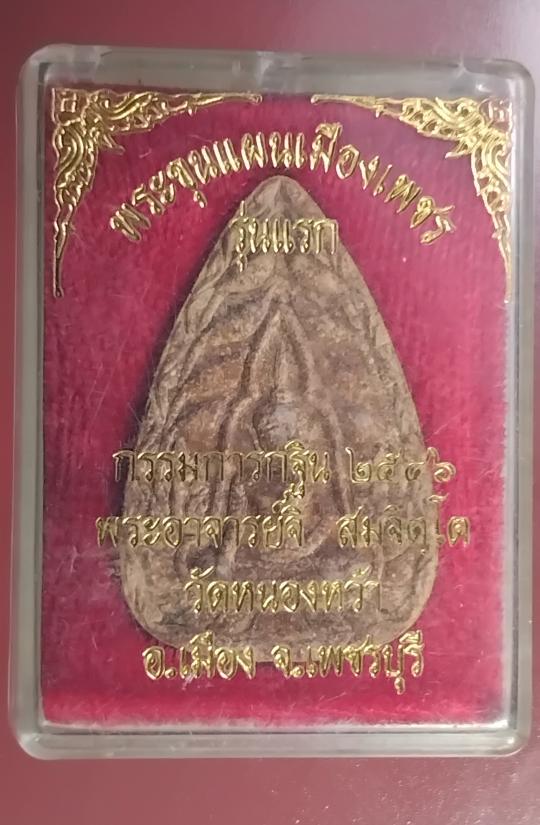 พระขุนแผนเมืองเพชร
รุ่นแรก
กรรมการกฐิน ๒๕๔๖
พระอาจารย์จิ สมจิตฺโต
วัดหนองหว้า
อ.เมือง จ.เพชรบุรี